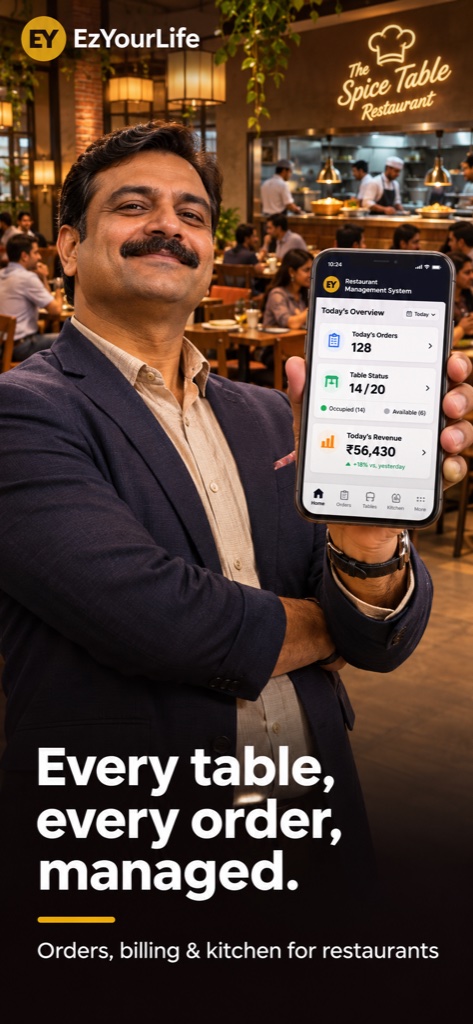 EY EzYourLife
The
Spice Table
Restaurant
10:24
EY Restaurant
Management System
Today's Overview
Today
Today's Orders
128
Table Status
14/20
Occupied (14)
Available (6)
Today's Revenue
₹56,430
+18% vs. yesterday
Home
Orders
Tables
Kitchen
More
Every table,
every order,
managed.
Orders, billing & kitchen for restaurants